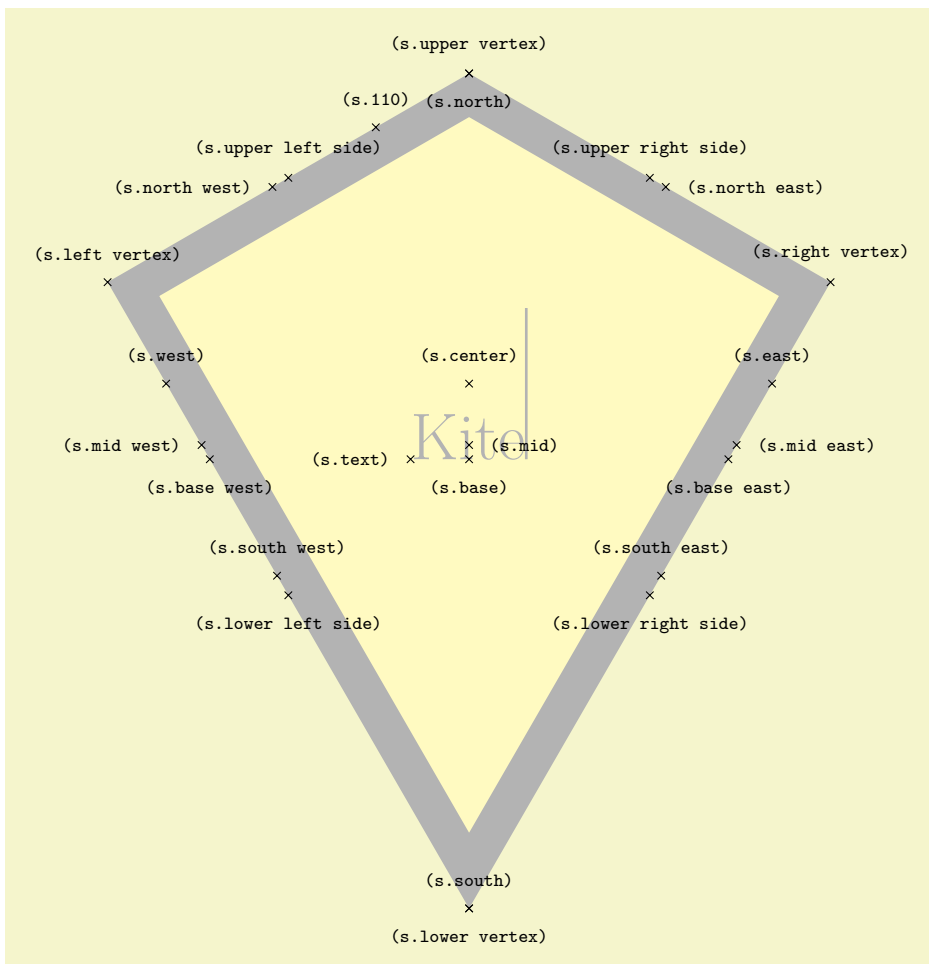 (s.upper vertex)
(s.110) (s.north)
(s.upper left side) (s.upper right side)
(s.north west) (s.north east)
(s.left vertex) (s.right vertex)
(s.west) (s.center) (s.east)
Kite
(s.mid west) (s.mid) (s.mid east)
(s.text)
(s.base west) (s.base) (s.base east)
(s.south west) (s.south east)
(s.lower left side) (s.lower right side)
(s.south)
(s.lower vertex)